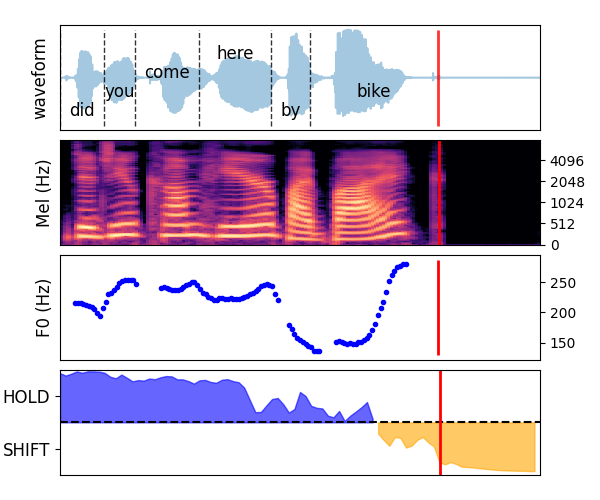 waveform
did
you
come
here
by
bike
Mel (Hz)
4096
2048
1024
512
0
F0 (Hz)
250
200
150
HOLD
SHIFT